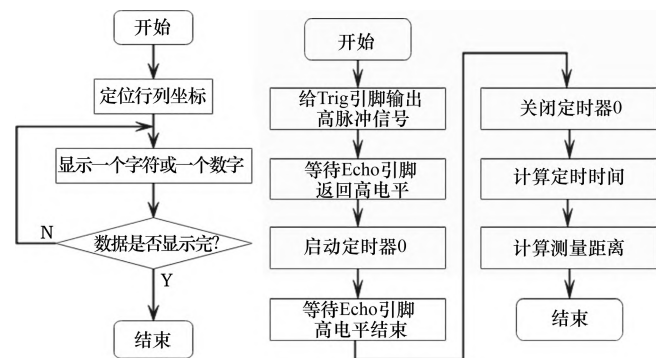 开始
定位行列坐标
显示一个字符或一个数字
数据是否显示完?
N
Y
结束
开始
给Trig引脚输出
高脉冲信号
等待Echo引脚
返回高电平
启动定时器0
等待Echo引脚
高电平结束
关闭定时器0
计算定时时间
计算测量距离
结束